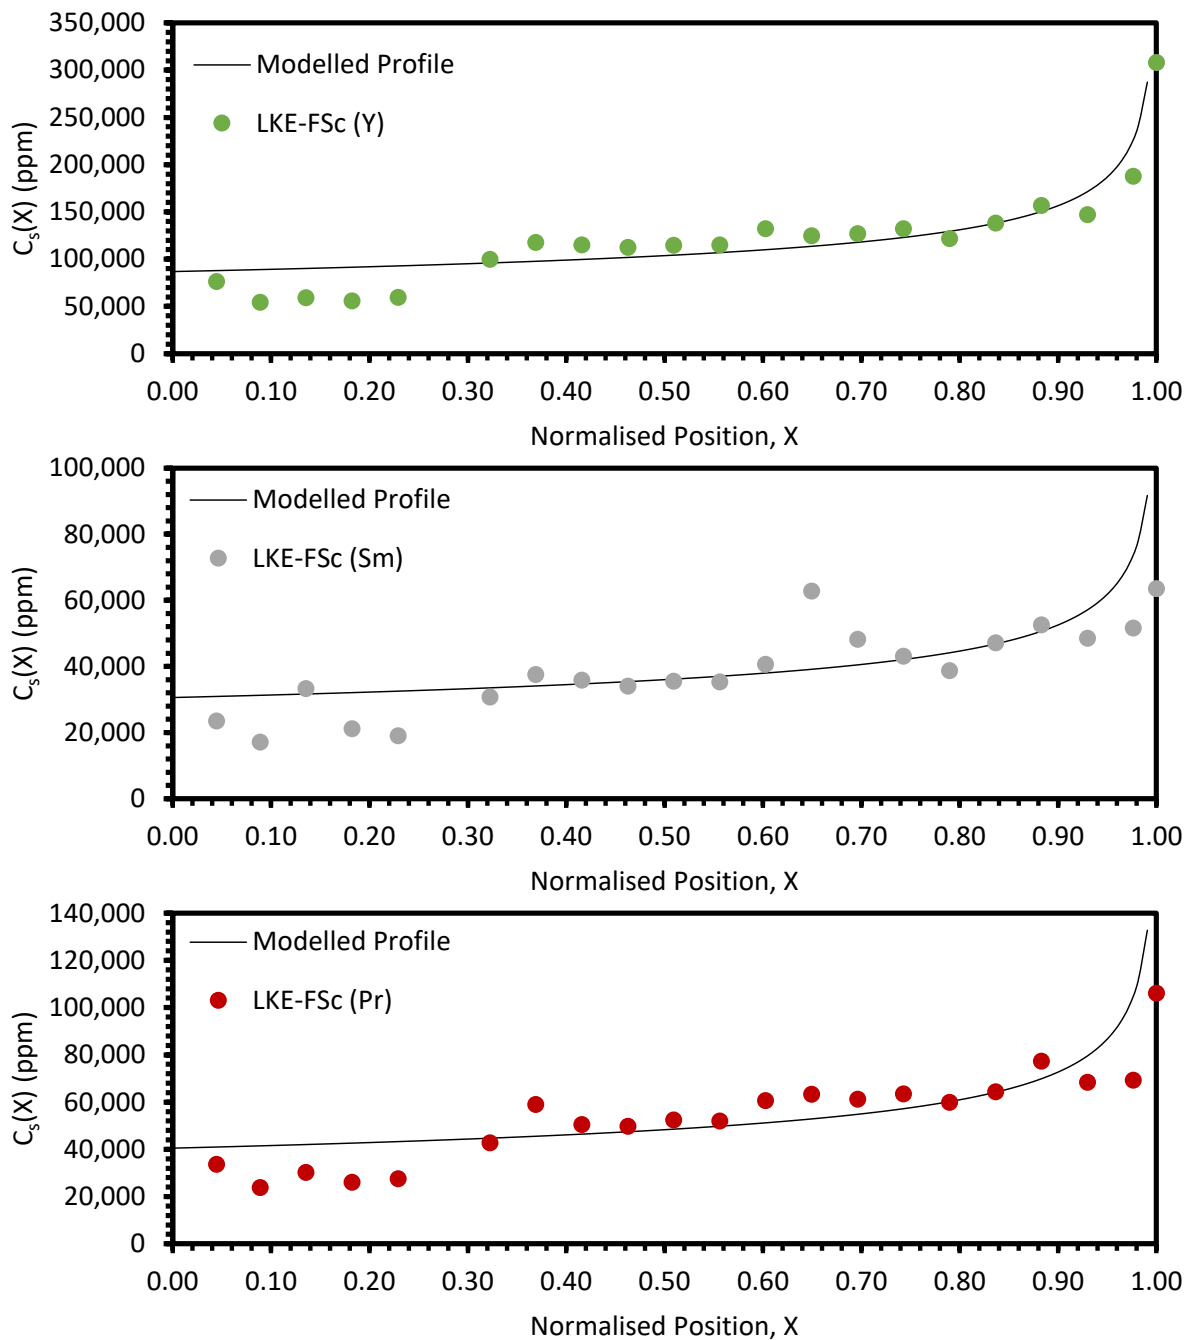 350,000
300,000
250,000
200,000
150,000
100,000
50,000
0
Cₛ(X) (ppm)
Modelled Profile
LKE-FSc (Y)
0.00 0.10 0.20 0.30 0.40 0.50 0.60 0.70 0.80 0.90 1.00
Normalised Position, X
100,000
80,000
60,000
40,000
20,000
0
Cₛ(X) (ppm)
Modelled Profile
LKE-FSc (Sm)
0.00 0.10 0.20 0.30 0.40 0.50 0.60 0.70 0.80 0.90 1.00
Normalised Position, X
140,000
120,000
100,000
80,000
60,000
40,000
20,000
0
Cₛ(X) (ppm)
Modelled Profile
LKE-FSc (Pr)
0.00 0.10 0.20 0.30 0.40 0.50 0.60 0.70 0.80 0.90 1.00
Normalised Position, X